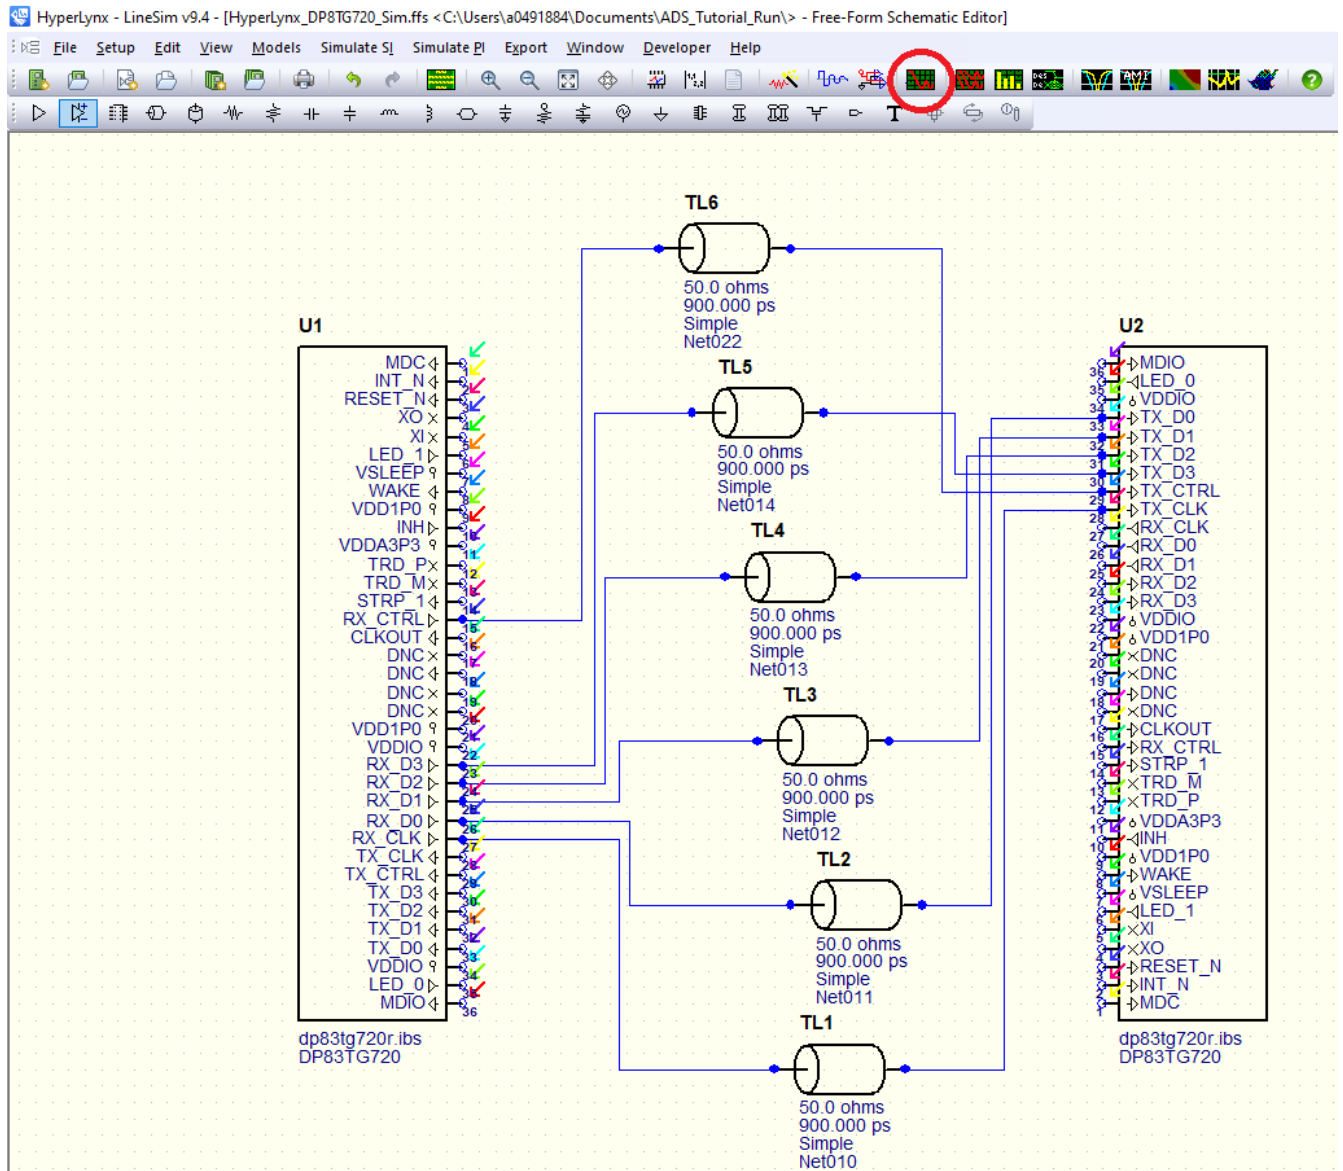 HyperLynx - LineSim v9.4 - [HyperLynx_DP8TG720_Sim.ffs <C:\Users\a0491884\Documents\ADS_Tutorial_Run\> - Free-Form Schematic Editor]
File Setup Edit View Models Simulate SI Simulate PI Export Window Developer Help
AMI
T
TL6
50.0 ohms
900.000 ps
Simple
Net022
TL5
50.0 ohms
900.000 ps
Simple
Net014
TL4
50.0 ohms
900.000 ps
Simple
Net013
TL3
50.0 ohms
900.000 ps
Simple
Net012
TL2
50.0 ohms
900.000 ps
Simple
Net011
TL1
50.0 ohms
900.000 ps
Simple
Net010
U1
MDC
INT_N
RESET_N
XO
XI
LED_1
VSLEEP
WAKE
VDD1P0
INH
VDDA3P3
TRD_P
TRD_M
STRP_1
RX_CTRL
CLKOUT
DNC
DNC
DNC
DNC
VDD1P0
VDDIO
RX_D3
RX_D2
RX_D1
RX_D0
RX_CLK
TX_CLK
TX_CTRL
TX_D3
TX_D2
TX_D1
TX_D0
VDDIO
LED_0
MDIO
36
dp83tg720r.ibs
DP83TG720
U2
MDIO
LED_0
VDDIO
TX_D0
TX_D1
TX_D2
TX_D3
TX_CTRL
TX_CLK
RX_CLK
RX_D0
RX_D1
RX_D2
RX_D3
VDDIO
VDD1P0
DNC
DNC
DNC
DNC
CLKOUT
RX_CTRL
STRP_1
TRD_M
TRD_P
VDDA3P3
INH
VDD1P0
WAKE
VSLEEP
LED_1
XI
XO
RESET_N
INT_N
MDC
dp83tg720r.ibs
DP83TG720